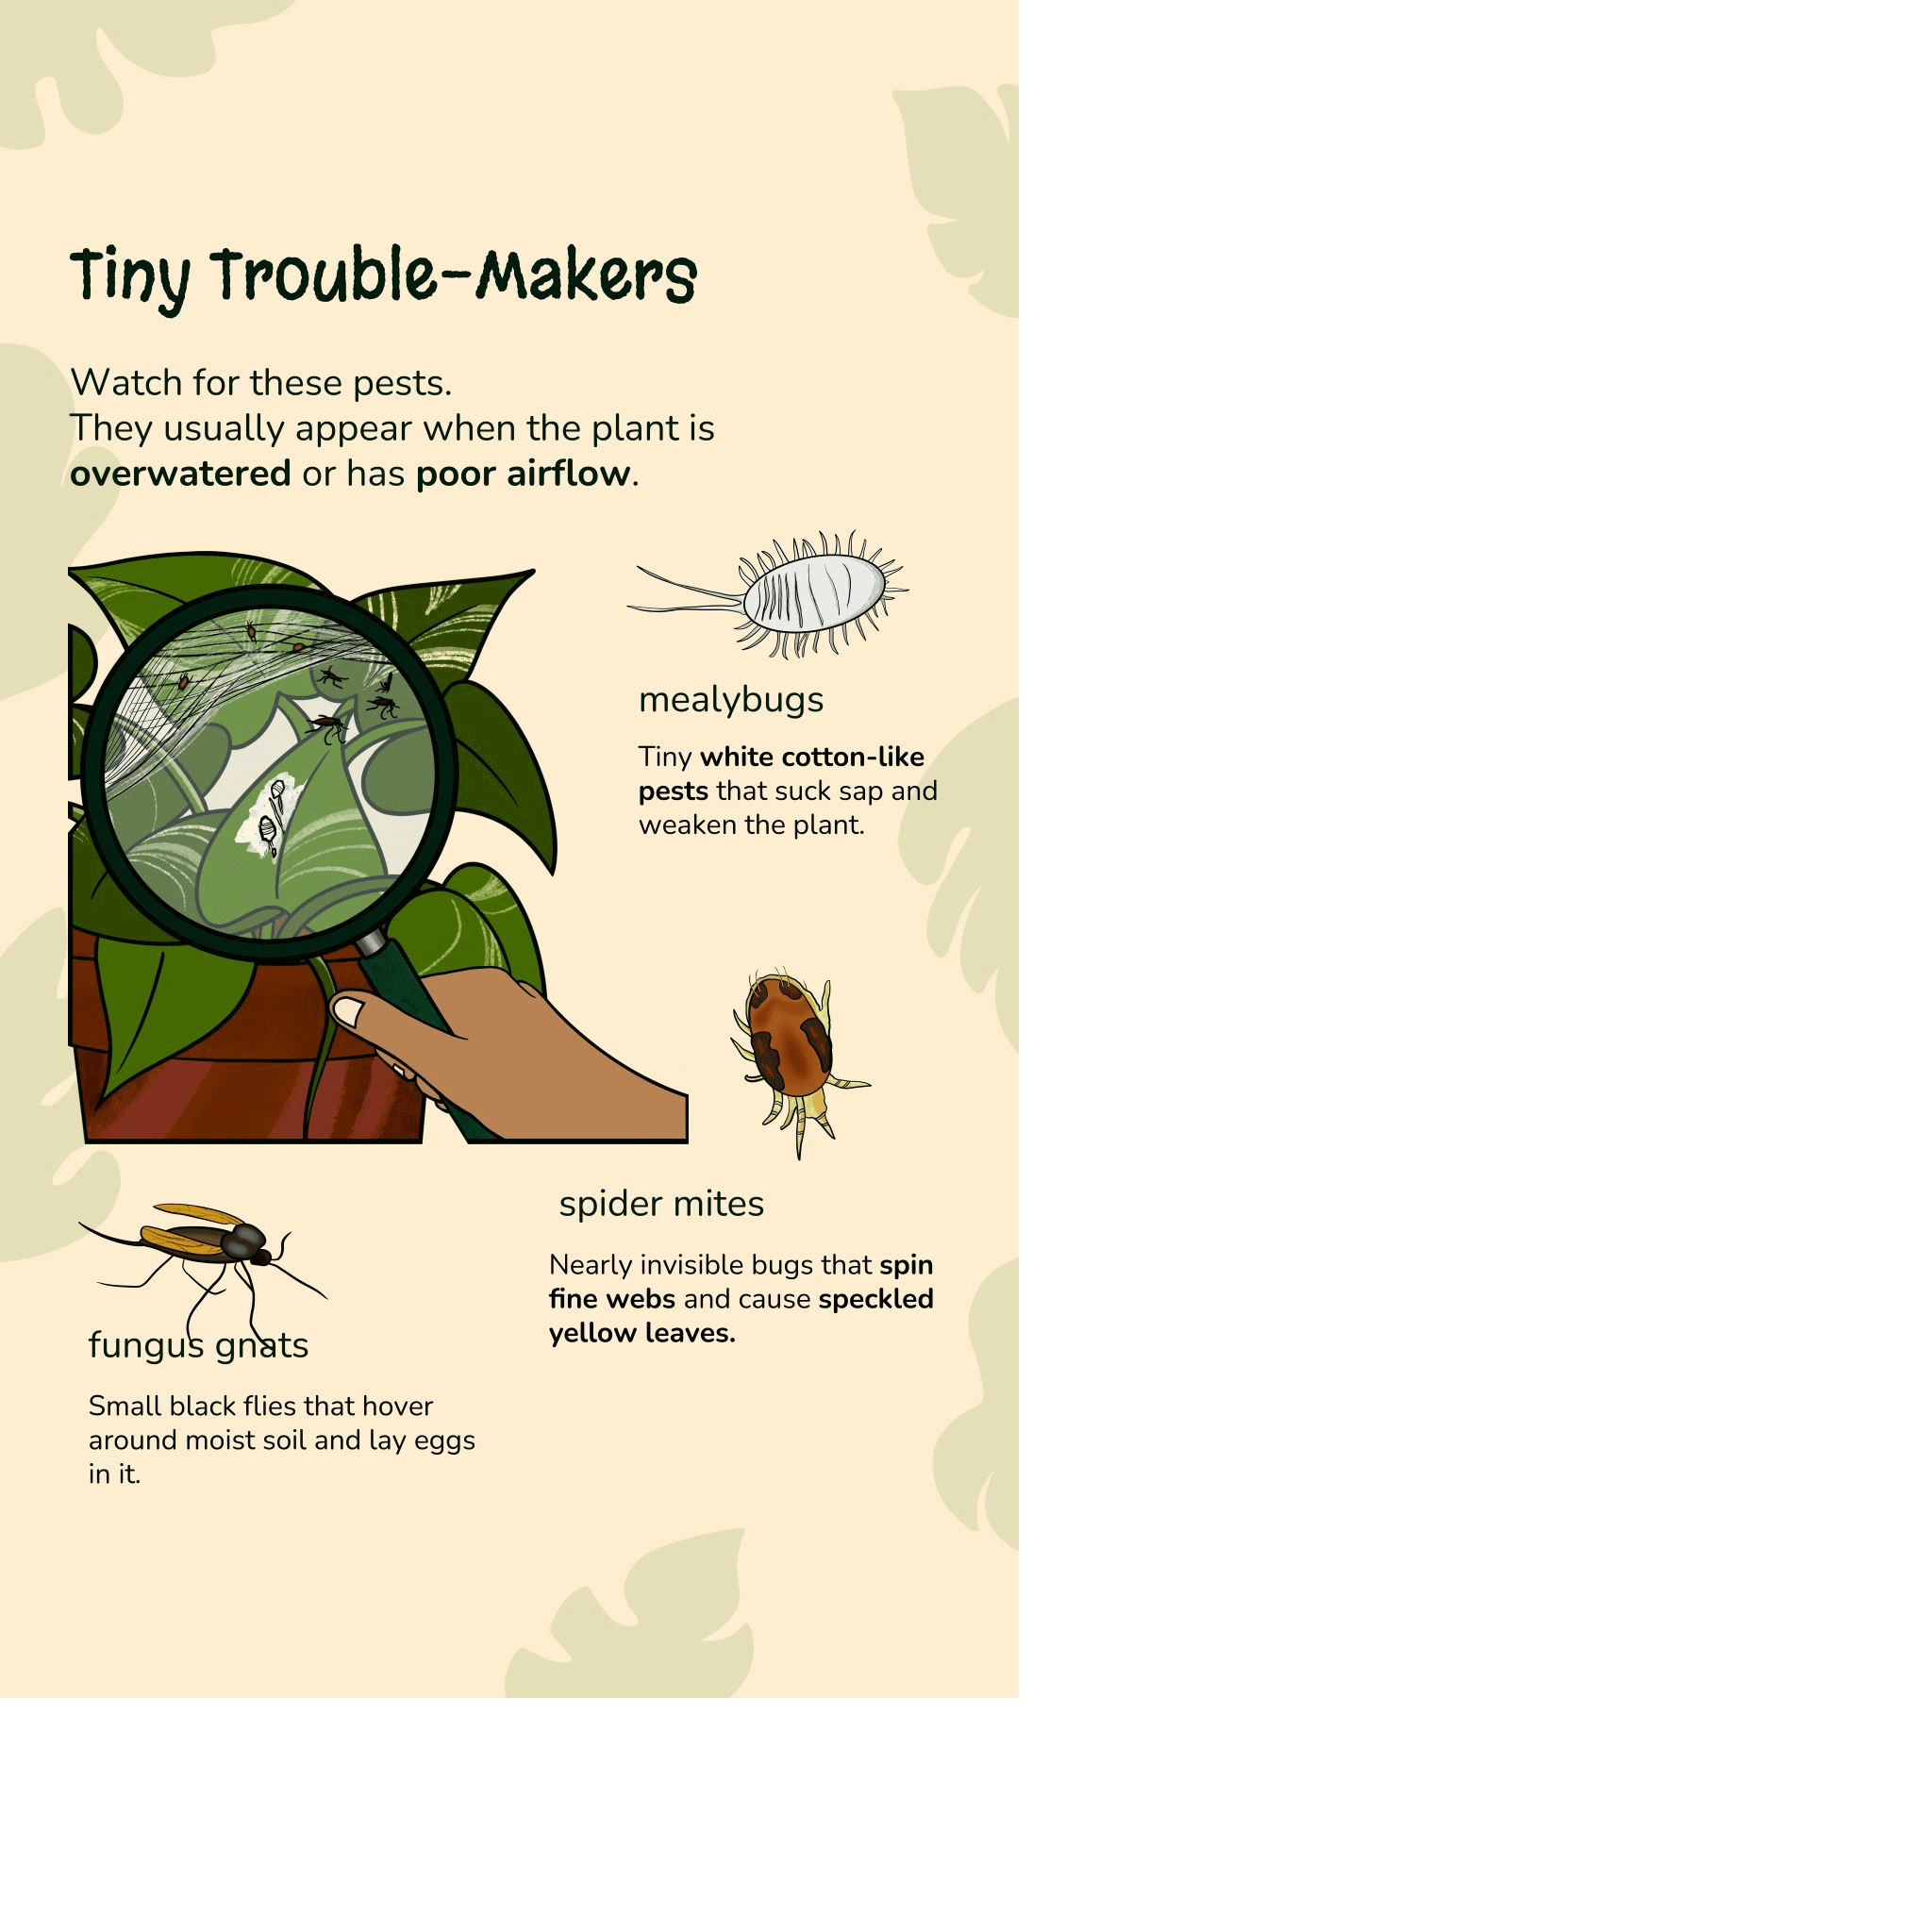 Tiny Trouble-Makers
Watch for these pests.
They usually appear when the plant is
overwatered or has poor airflow.
mealybugs
Tiny white cotton-like
pests that suck sap and
weaken the plant.
spider mites
Nearly invisible bugs that spin
fine webs and cause speckled
yellow leaves.
fungus gnats
Small black flies that hover
around moist soil and lay eggs
in it.